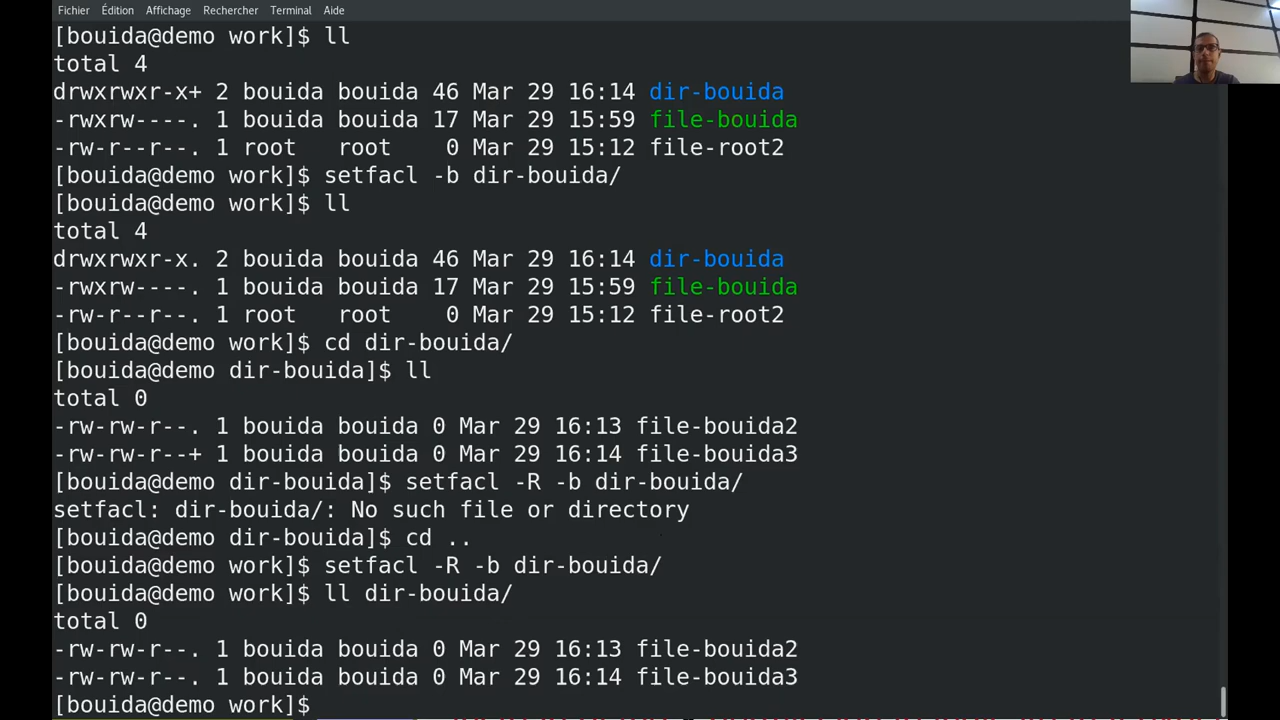 Fichier Édition Affichage Rechercher Terminal Aide
[bouida@demo work]$ ll
total 4
drwxrwxr-x+ 2 bouida bouida 46 Mar 29 16:14 dir-bouida
-rwxrw----. 1 bouida bouida 17 Mar 29 15:59 file-bouida
-rw-r--r--. 1 root   root    0 Mar 29 15:12 file-root2
[bouida@demo work]$ setfacl -b dir-bouida/
[bouida@demo work]$ ll
total 4
drwxrwxr-x. 2 bouida bouida 46 Mar 29 16:14 dir-bouida
-rwxrw----. 1 bouida bouida 17 Mar 29 15:59 file-bouida
-rw-r--r--. 1 root   root    0 Mar 29 15:12 file-root2
[bouida@demo work]$ cd dir-bouida/
[bouida@demo dir-bouida]$ ll
total 0
-rw-rw-r--. 1 bouida bouida 0 Mar 29 16:13 file-bouida2
-rw-rw-r--+ 1 bouida bouida 0 Mar 29 16:14 file-bouida3
[bouida@demo dir-bouida]$ setfacl -R -b dir-bouida/
setfacl: dir-bouida/: No such file or directory
[bouida@demo dir-bouida]$ cd ..
[bouida@demo work]$ setfacl -R -b dir-bouida/
[bouida@demo work]$ ll dir-bouida/
total 0
-rw-rw-r--. 1 bouida bouida 0 Mar 29 16:13 file-bouida2
-rw-rw-r--. 1 bouida bouida 0 Mar 29 16:14 file-bouida3
[bouida@demo work]$